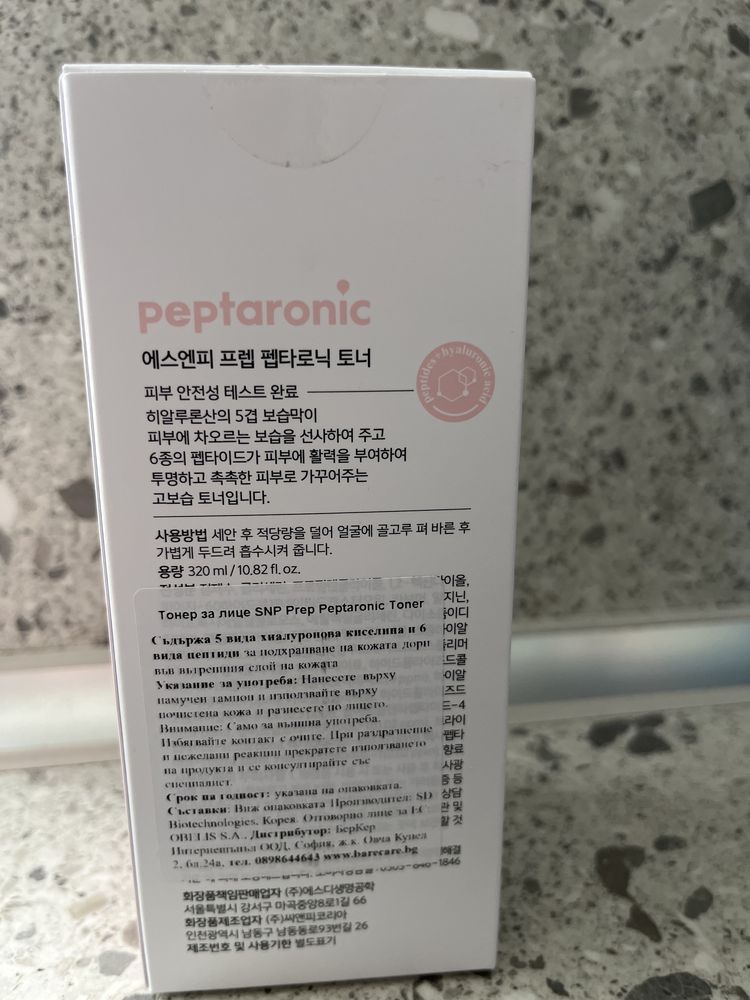 peptaronic
에스엔피 프렙 펩타로닉 토너
peptides+hyaluronic acid
피부 안전성 테스트 완료
히알루론산의 5겹 보습막이
피부에 차오르는 보습을 선사하여 주고
6종의 펩타이드가 피부에 활력을 부여하여
투명하고 촉촉한 피부로 가꾸어주는
고보습 토너입니다.
사용방법 세안 후 적당량을 덜어 얼굴에 골고루 펴 바른 후
가볍게 두드려 흡수시켜 줍니다.
용량 320 ml / 10.82 fl. oz.
Тонер за лице SNP Prep Peptaronic Toner
Съдържа 5 вида хиалуронова киселина и 6
вида пептиди за подхранване на кожата дори
във вътрешния слой на кожата
Указание за употреба: Нанесете върху
памучен тампон и използвайте върху
почистена кожа и разнесете по лицето.
Внимание: Само за външна употреба.
Избягвайте контакт с очите. При раздразнение
и нежелани реакции прекратете използването
на продукта и се консултирайте със
специалист.
Срок на годност: указана на опаковката.
Съставки: Виж опаковката Производител: SD
Biotechnologies, Корея. Отговорно лице за ЕС:
OBELIS S.A., Дистрибутор: БерКер
Интернешънъл ООД, София, ж.к. Овча Купел
2, бл.24а, тел. 0898644643 www.barecare.bg
화장품책임판매업자 (주)에스디생명공학
서울특별시 강서구 마곡중앙8로1길 66
화장품제조업자 (주)씨앤피코리아
인천광역시 남동구 남동동로93번길 26
제조번호 및 사용기한 별도표기